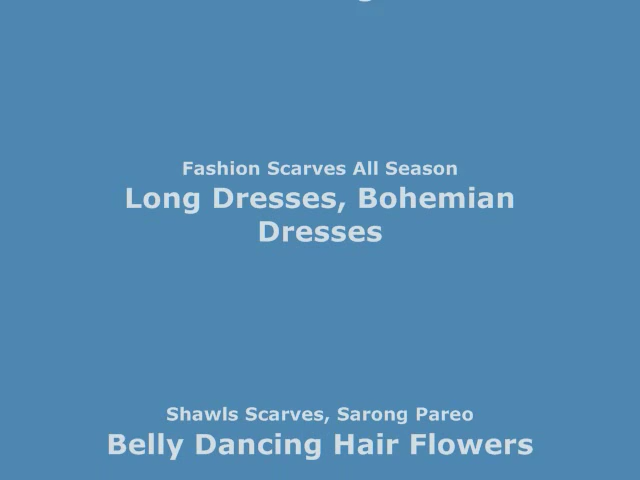 Fashion Scarves All Season
Long Dresses, Bohemian
Dresses
Shawls Scarves, Sarong Pareo
Belly Dancing Hair Flowers